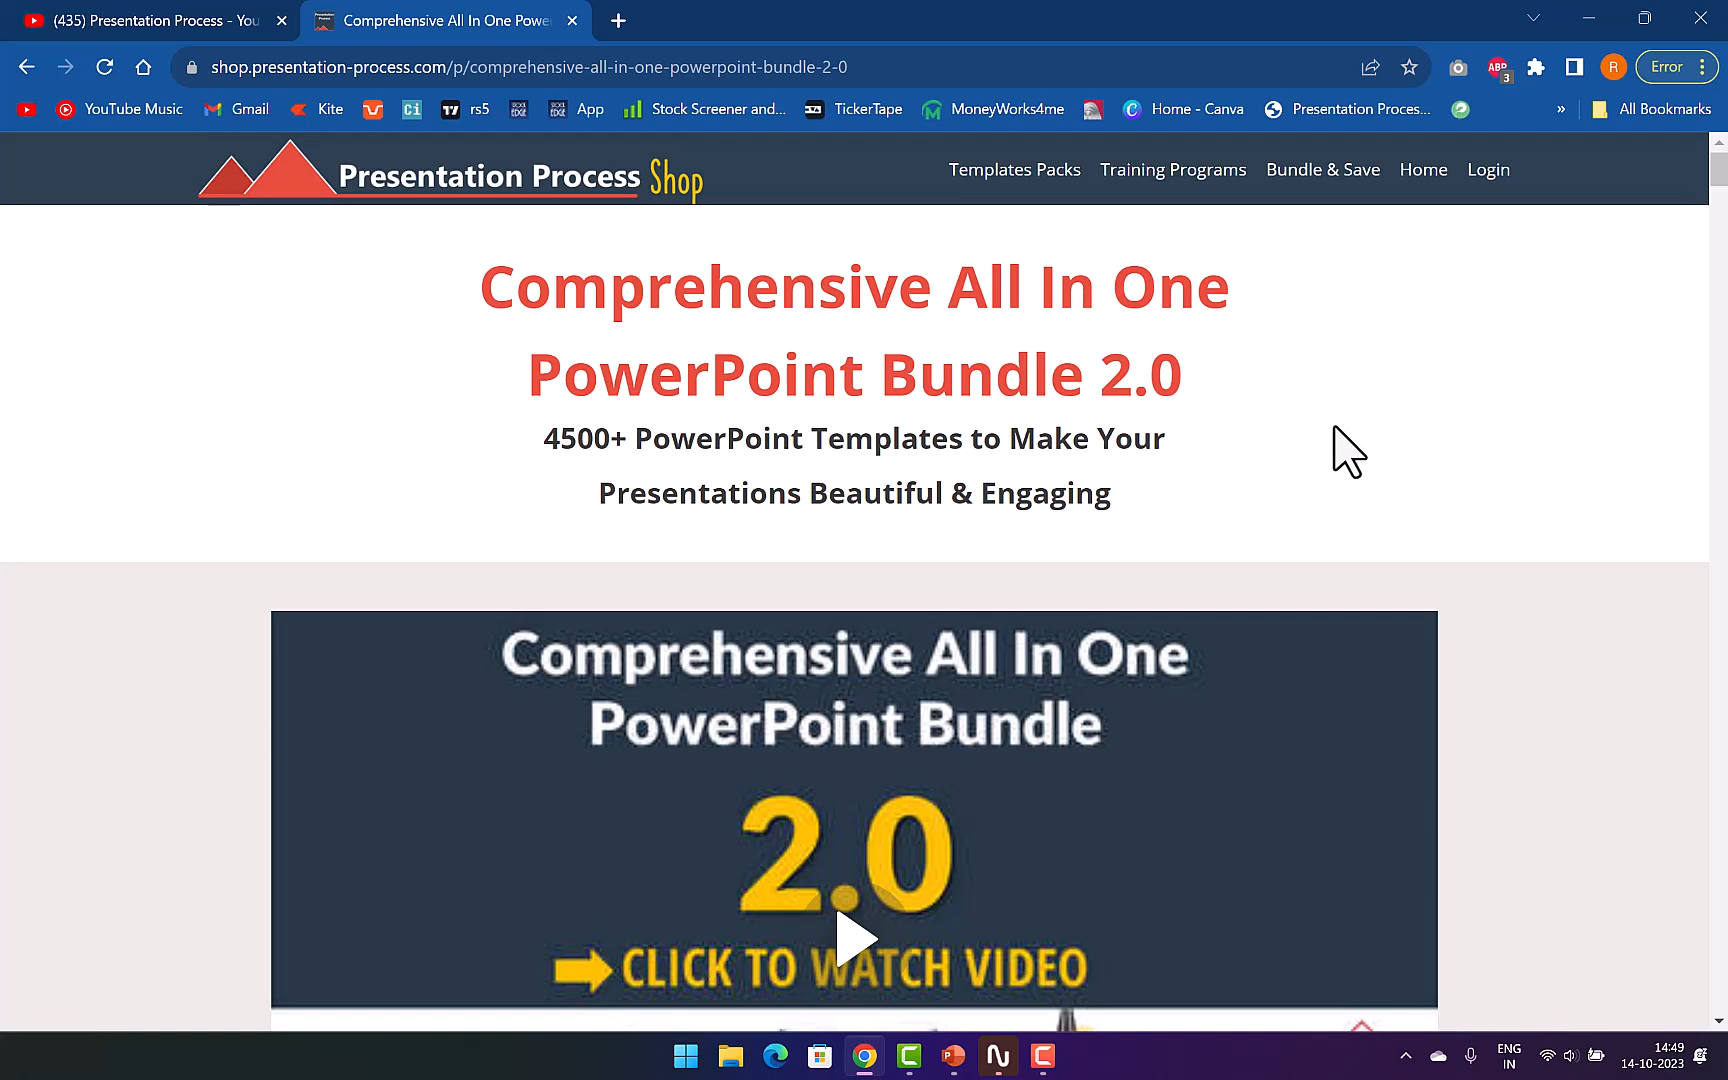 (435) Presentation Process - You
Comprehensive All In One Powe
shop.presentation-process.com/p/comprehensive-all-in-one-powerpoint-bundle-2-0
ABP
3
R
Error
YouTube Music
Gmail
Kite
rs5
App
Stock Screener and...
TickerTape
MoneyWorks4me
Home - Canva
Presentation Proces...
»
All Bookmarks
Presentation Process Shop
Templates Packs
Training Programs
Bundle & Save
Home
Login
Comprehensive All In One
PowerPoint Bundle 2.0
4500+ PowerPoint Templates to Make Your
Presentations Beautiful & Engaging
Comprehensive All In One
PowerPoint Bundle
2.0
CLICK TO WATCH VIDEO
ENG
IN
14:49
14-10-2023